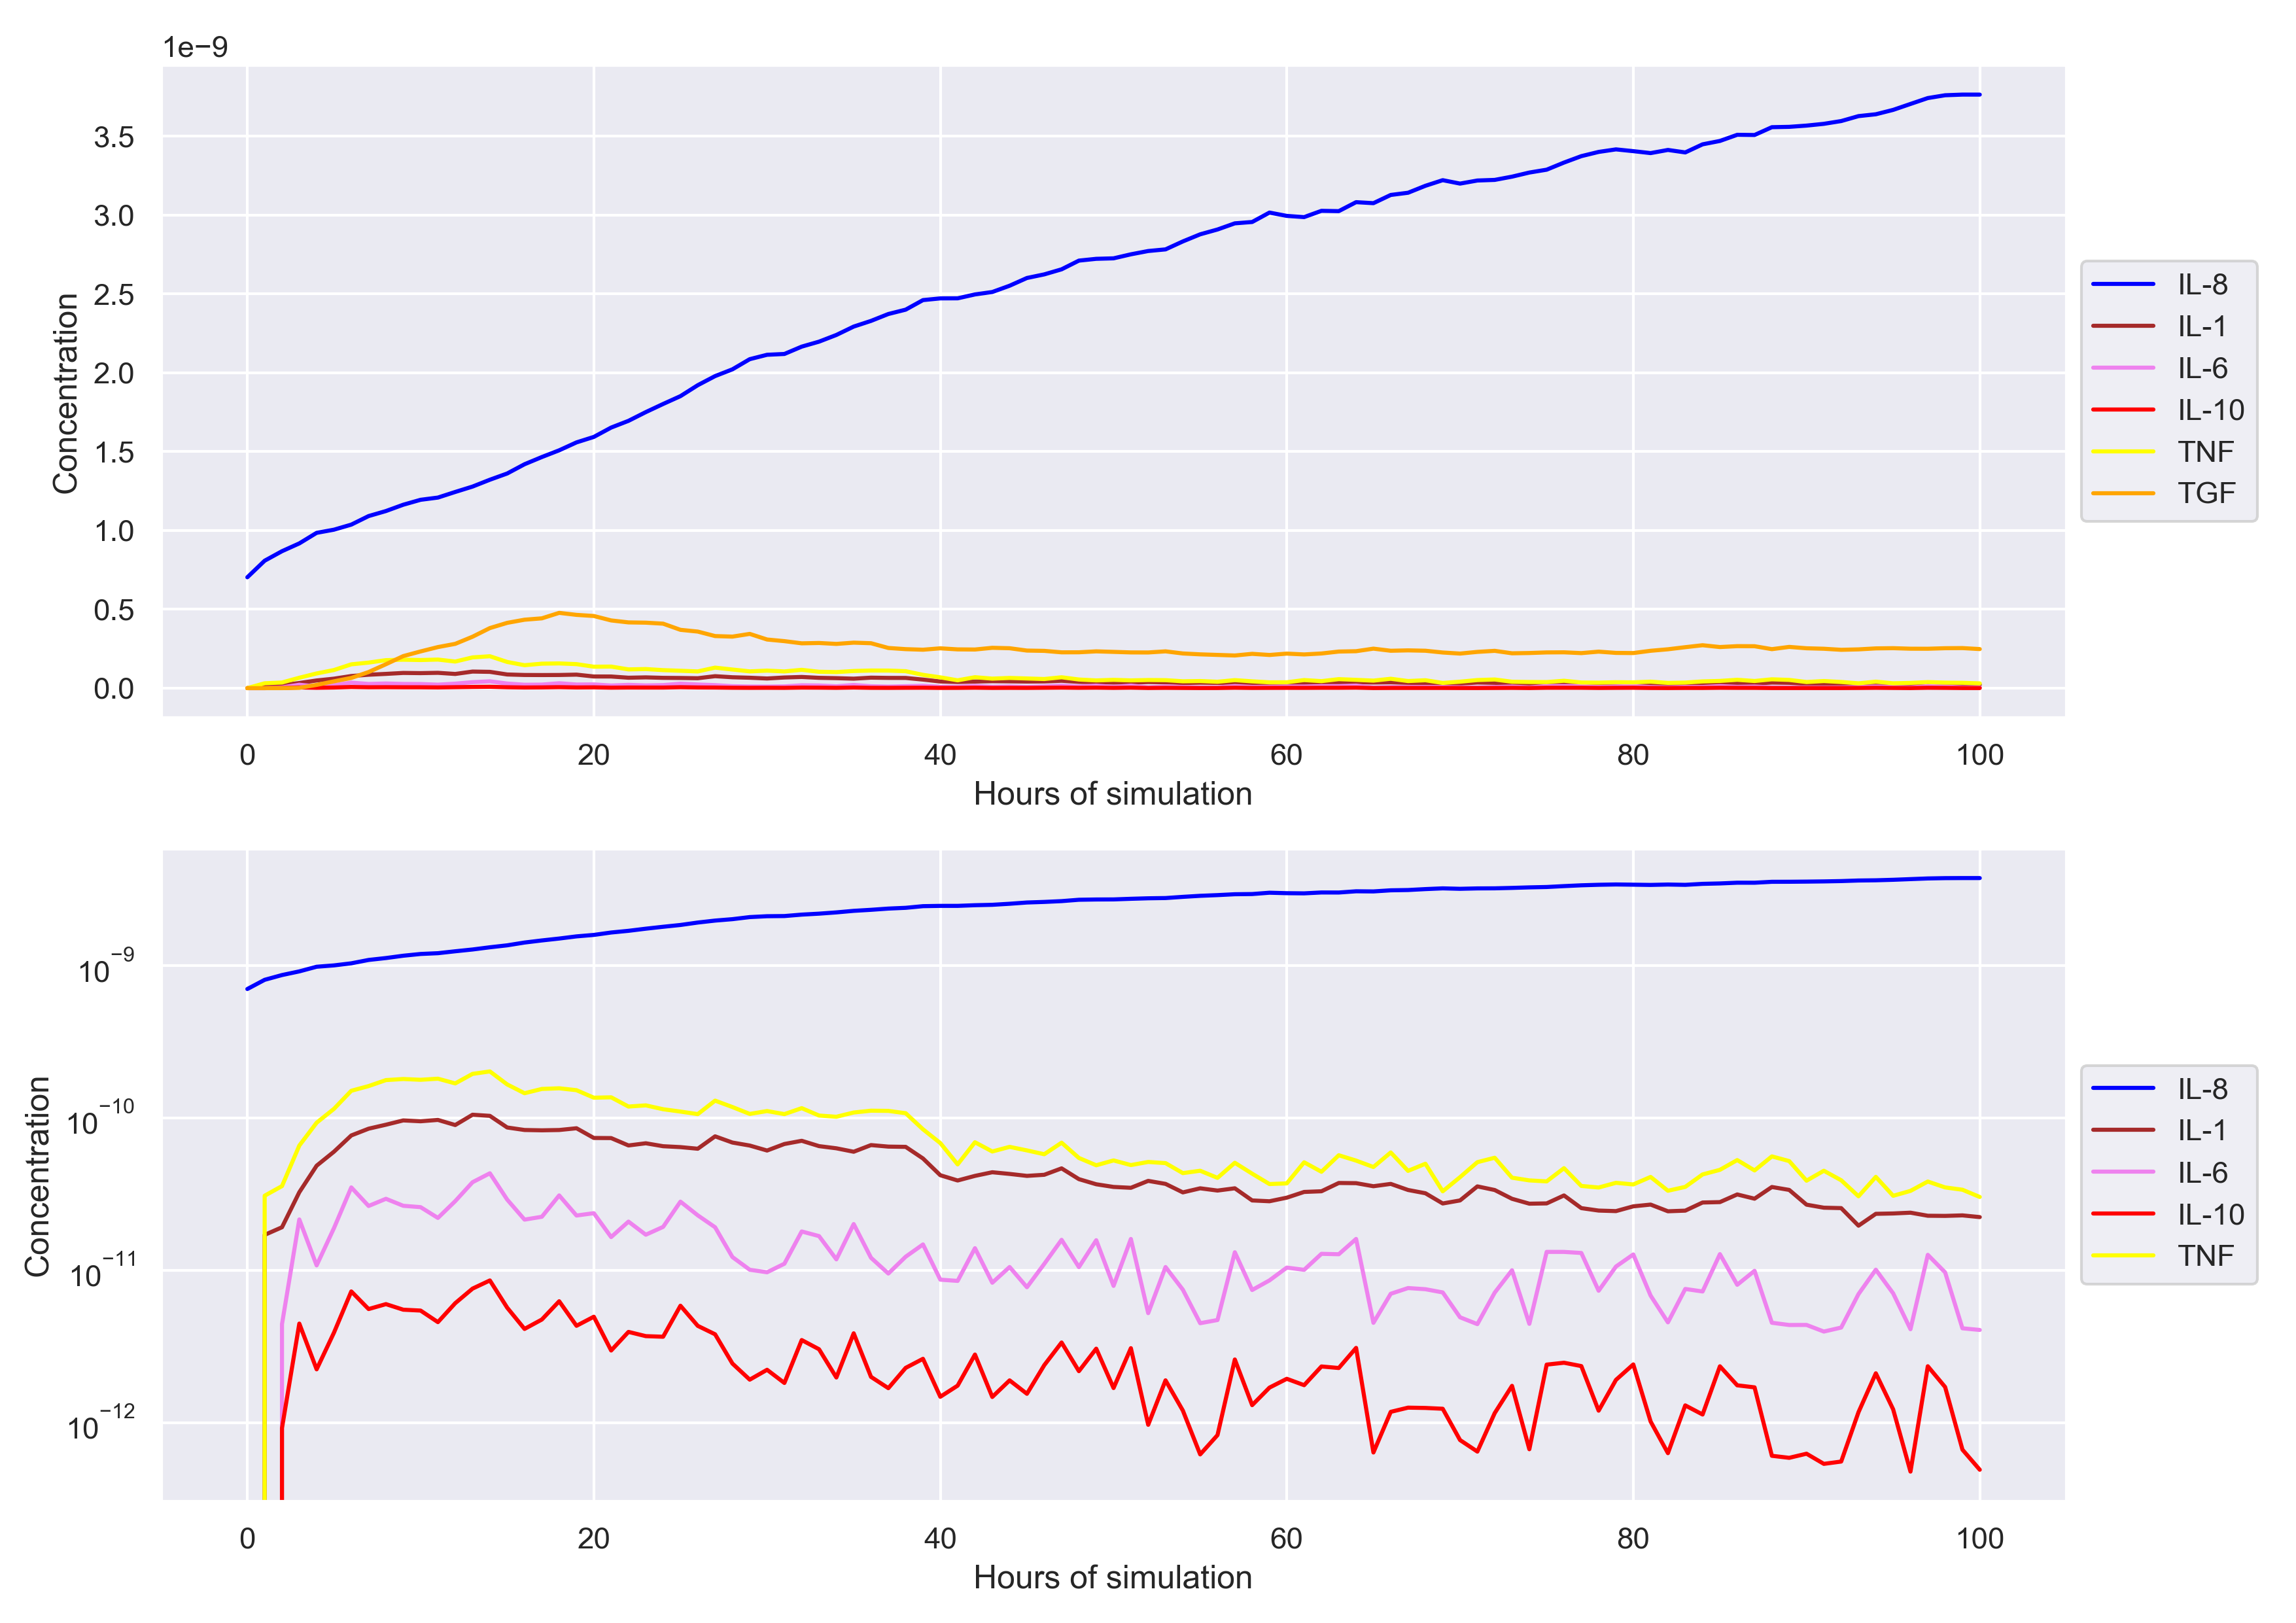 1e−9
3.5
3.0
2.5
2.0
1.5
1.0
0.5
0.0
Concentration
0 20 40 60 80 100
Hours of simulation
IL-8
IL-1
IL-6
IL-10
TNF
TGF
10⁻⁹
10⁻¹⁰
10⁻¹¹
10⁻¹²
Concentration
0 20 40 60 80 100
Hours of simulation
IL-8
IL-1
IL-6
IL-10
TNF